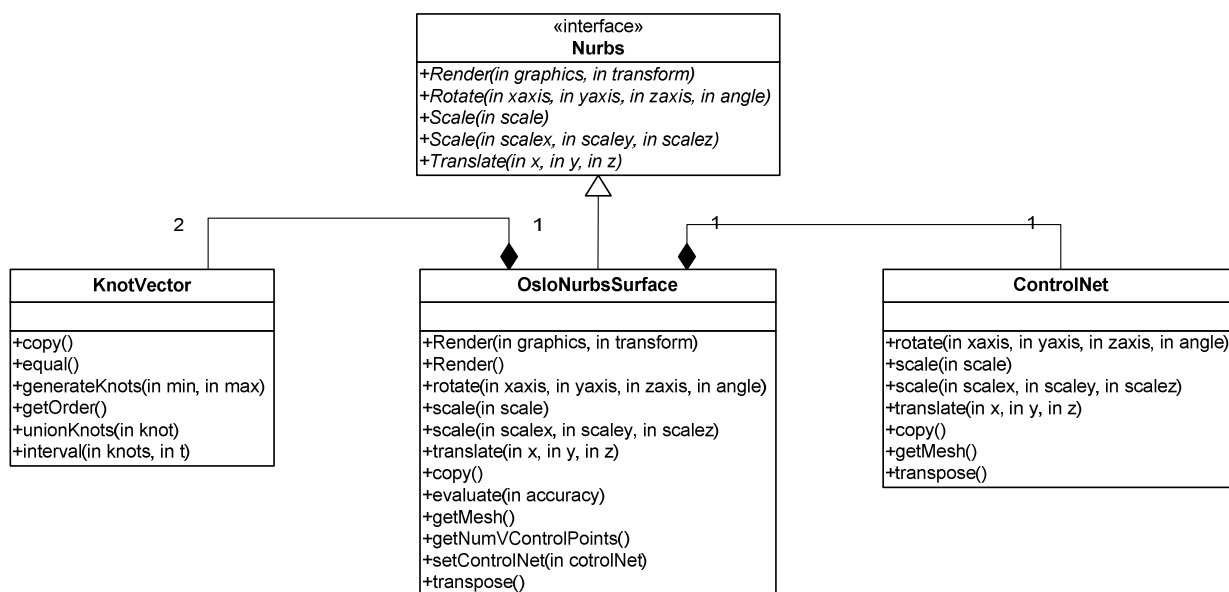 «interface»
Nurbs
+Render(in graphics, in transform)
+Rotate(in xaxis, in yaxis, in zaxis, in angle)
+Scale(in scale)
+Scale(in scalex, in scaley, in scalez)
+Translate(in x, in y, in z)
2
1
1
1
KnotVector
+copy()
+equal()
+generateKnots(in min, in max)
+getOrder()
+unionKnots(in knot)
+interval(in knots, in t)
OsloNurbsSurface
+Render(in graphics, in transform)
+Render()
+rotate(in xaxis, in yaxis, in zaxis, in angle)
+scale(in scale)
+scale(in scalex, in scaley, in scalez)
+translate(in x, in y, in z)
+copy()
+evaluate(in accuracy)
+getMesh()
+getNumVControlPoints()
+setControlNet(in cotrolNet)
+transpose()
ControlNet
+rotate(in xaxis, in yaxis, in zaxis, in angle)
+scale(in scale)
+scale(in scalex, in scaley, in scalez)
+translate(in x, in y, in z)
+copy()
+getMesh()
+transpose()